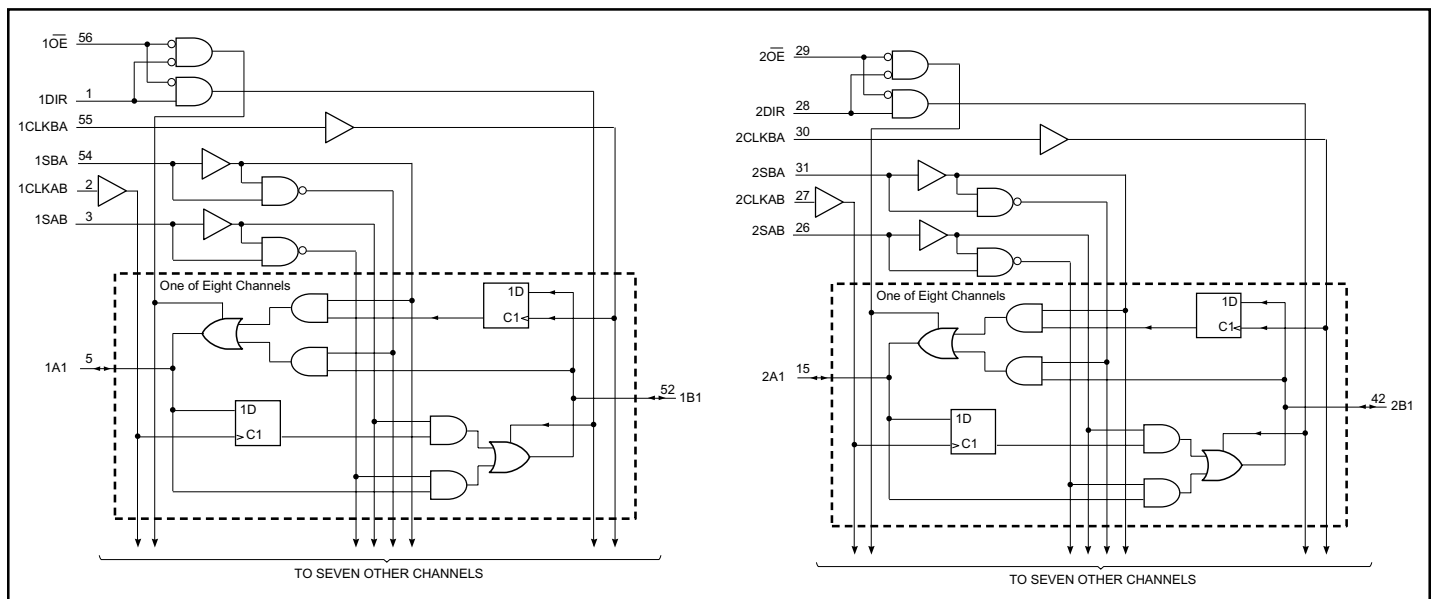 1O̅E̅ 56
1DIR 1
1CLKBA 55
1SBA 54
1CLKAB 2
1SAB 3
One of Eight Channels
1D
C1
1A1 5
52 1B1
1D
C1
TO SEVEN OTHER CHANNELS
2O̅E̅ 29
2DIR 28
2CLKBA 30
2SBA 31
2CLKAB 27
2SAB 26
One of Eight Channels
1D
C1
2A1 15
42 2B1
1D
C1
TO SEVEN OTHER CHANNELS